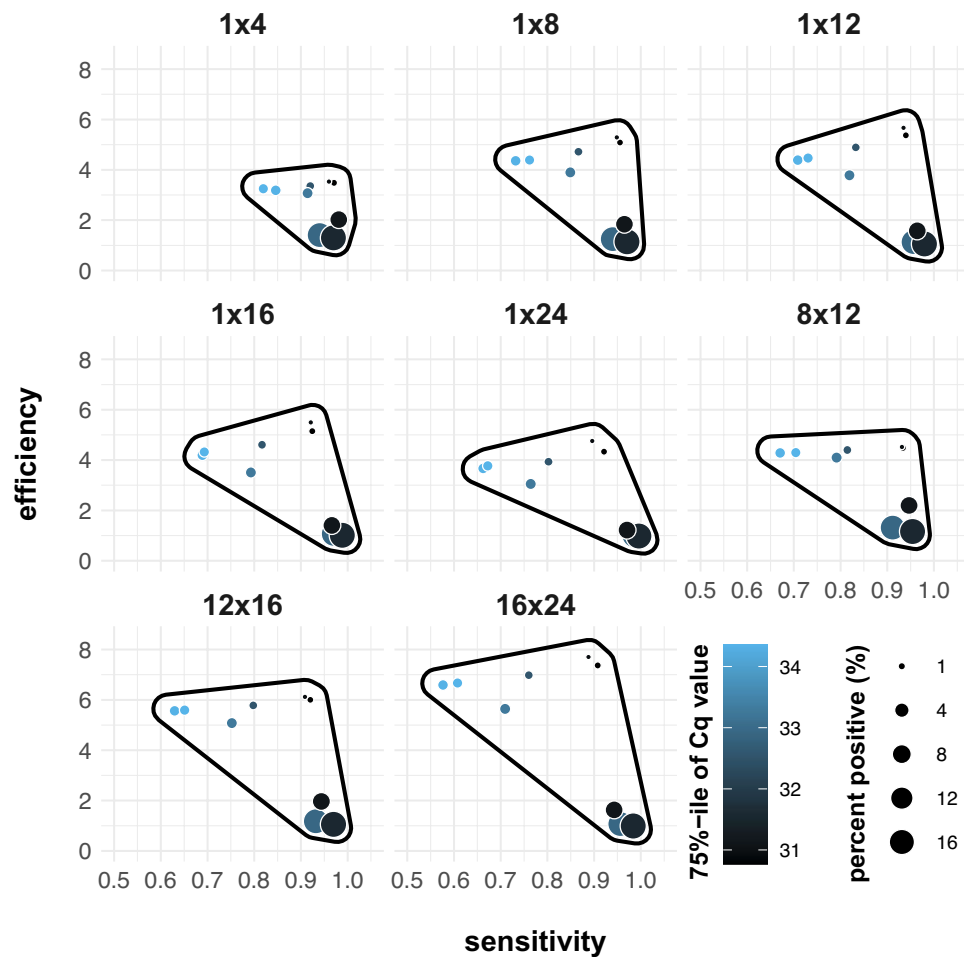 1x4 1x8 1x12
8
6
4
2
0
1x16 1x24 8x12
8
6
4
2
0
0.5 0.6 0.7 0.8 0.9 1.0
12x16 16x24
8
6
4
2
0
0.5 0.6 0.7 0.8 0.9 1.0 0.5 0.6 0.7 0.8 0.9 1.0
efficiency
sensitivity
75%−ile of Cq value
34
33
32
31
percent positive (%)
1
4
8
12
16